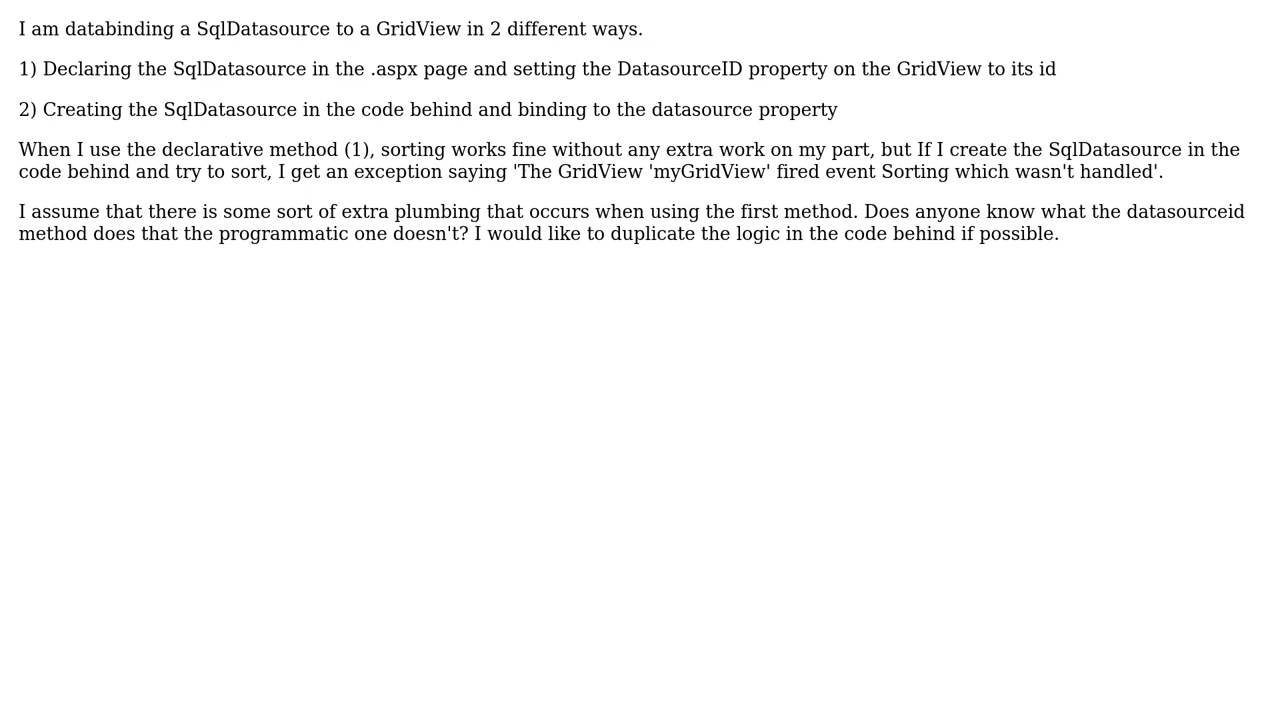 I am databinding a SqlDatasource to a GridView in 2 different ways.
1) Declaring the SqlDatasource in the .aspx page and setting the DatasourceID property on the GridView to its id
2) Creating the SqlDatasource in the code behind and binding to the datasource property
When I use the declarative method (1), sorting works fine without any extra work on my part, but If I create the SqlDatasource in the
code behind and try to sort, I get an exception saying 'The GridView 'myGridView' fired event Sorting which wasn't handled'.
I assume that there is some sort of extra plumbing that occurs when using the first method. Does anyone know what the datasourceid
method does that the programmatic one doesn't? I would like to duplicate the logic in the code behind if possible.